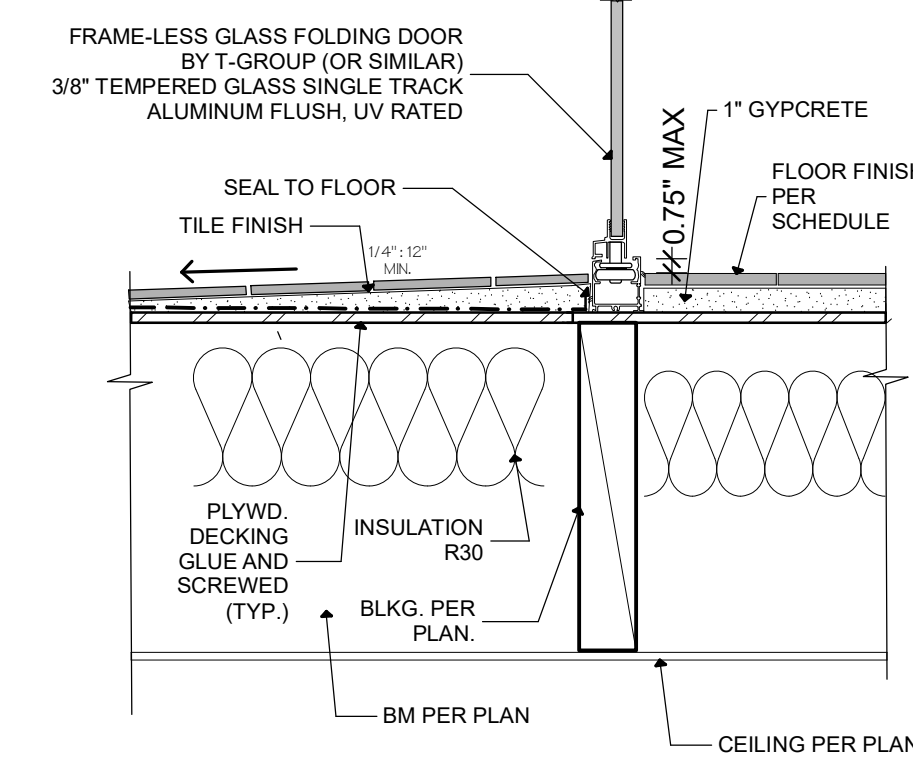 FRAME-LESS GLASS FOLDING DOOR
BY T-GROUP (OR SIMILAR)
3/8" TEMPERED GLASS SINGLE TRACK
ALUMINUM FLUSH, UV RATED
0.75" MAX
1" GYPCRETE
FLOOR FINISH
PER
SCHEDULE
SEAL TO FLOOR
TILE FINISH
1/4":12"
MIN.
PLYWD.
DECKING
GLUE AND
SCREWED
(TYP.)
INSULATION
R30
BLKG. PER
PLAN.
BM PER PLAN
CEILING PER PLAN